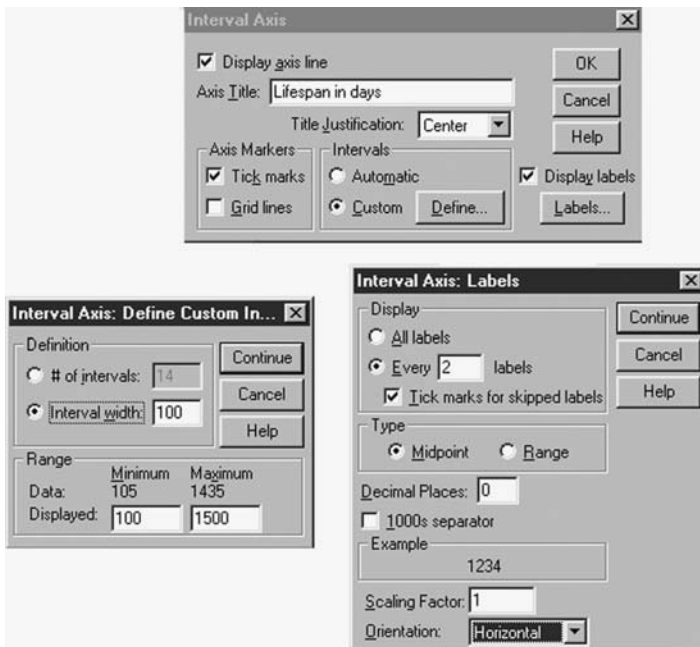 Interval Axis
Display axis line
Axis Title: Lifespan in days
Title Justification: Center
Axis Markers
Tick marks
Grid lines
Intervals
Automatic
Custom Define...
OK
Cancel
Help
Display labels
Labels...
Interval Axis: Define Custom In...
Definition
# of intervals: 14
Interval width: 100
Continue
Cancel
Help
Range
Minimum Maximum
Data: 105 1435
Displayed: 100 1500
Interval Axis: Labels
Display
All labels
Every 2 labels
Tick marks for skipped labels
Type
Midpoint Range
Decimal Places: 0
1000s separator
Example
1234
Scaling Factor: 1
Orientation: Horizontal
Continue
Cancel
Help